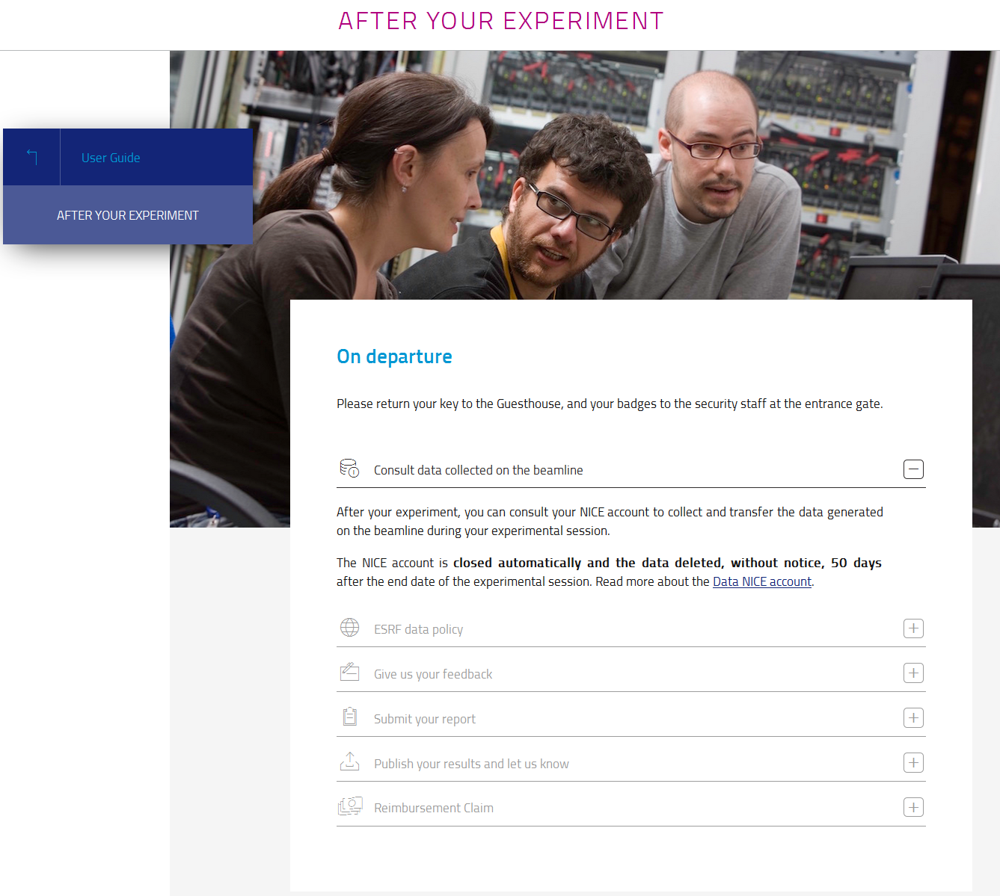 AFTER YOUR EXPERIMENT
User Guide
AFTER YOUR EXPERIMENT
On departure
Please return your key to the Guesthouse, and your badges to the security staff at the entrance gate.
Consult data collected on the beamline
After your experiment, you can consult your NICE account to collect and transfer the data generated
on the beamline during your experimental session.
The NICE account is closed automatically and the data deleted, without notice, 50 days
after the end date of the experimental session. Read more about the Data NICE account.
ESRF data policy
Give us your feedback
Submit your report
Publish your results and let us know
Reimbursement Claim